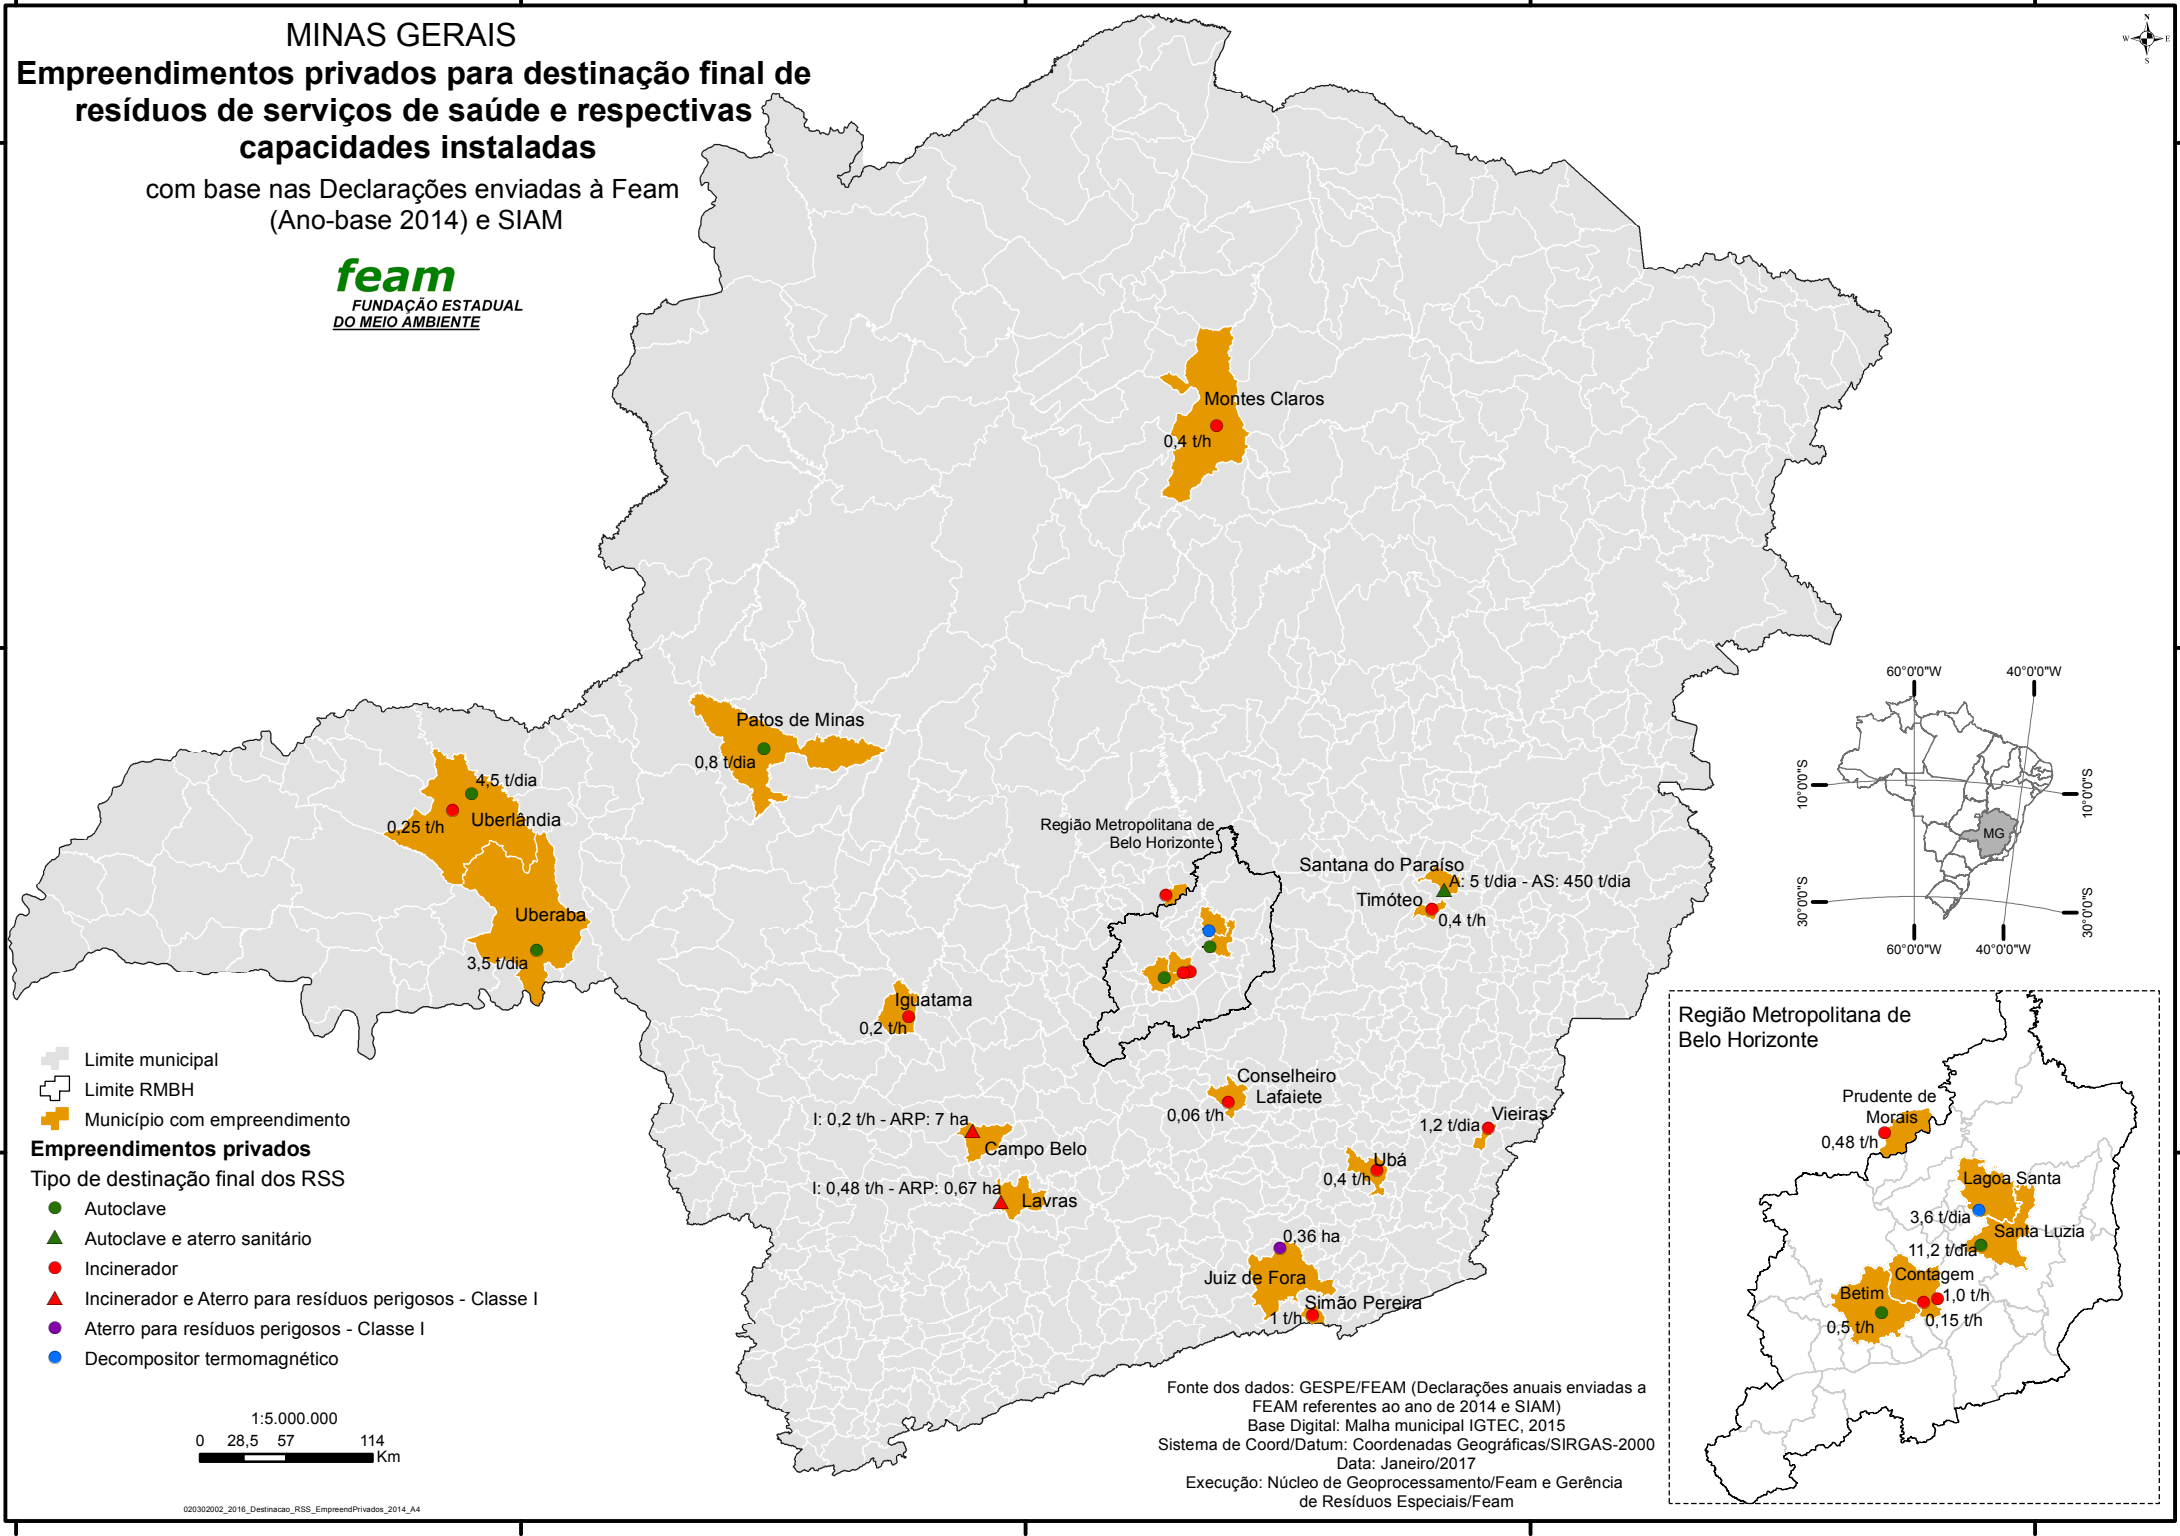 MINAS GERAIS
Empreendimentos privados para destinação final de
resíduos de serviços de saúde e respectivas
capacidades instaladas
com base nas Declarações enviadas à Feam
(Ano-base 2014) e SIAM
feam
FUNDAÇÃO ESTADUAL
DO MEIO AMBIENTE
N
W E
S
Montes Claros
0,4 t/h
Patos de Minas
0,8 t/dia
4,5 t/dia
0,25 t/h
Uberlândia
Uberaba
3,5 t/dia
Região Metropolitana de
Belo Horizonte
Santana do Paraíso
A: 5 t/dia - AS: 450 t/dia
Timóteo
0,4 t/h
Iguatama
0,2 t/h
Conselheiro
Lafaiete
0,06 t/h
Vieiras
1,2 t/dia
I: 0,2 t/h - ARP: 7 ha
Campo Belo
Ubá
0,4 t/h
I: 0,48 t/h - ARP: 0,67 ha
Lavras
0,36 ha
Juiz de Fora
Simão Pereira
1 t/h
60°0'0"W 40°0'0"W
10°0'0"S 10°0'0"S
MG
30°0'0"S 30°0'0"S
60°0'0"W 40°0'0"W
Região Metropolitana de
Belo Horizonte
Prudente de
Morais
0,48 t/h
Lagoa Santa
3,6 t/dia
Santa Luzia
11,2 t/dia
Contagem
Betim
1,0 t/h
0,5 t/h
0,15 t/h
Limite municipal
Limite RMBH
Município com empreendimento
Empreendimentos privados
Tipo de destinação final dos RSS
Autoclave
Autoclave e aterro sanitário
Incinerador
Incinerador e Aterro para resíduos perigosos - Classe I
Aterro para resíduos perigosos - Classe I
Decompositor termomagnético
1:5.000.000
0 28,5 57 114
Km
020302002_2016_Destinacao_RSS_EmpreendPrivados_2014_A4
Fonte dos dados: GESPE/FEAM (Declarações anuais enviadas a
FEAM referentes ao ano de 2014 e SIAM)
Base Digital: Malha municipal IGTEC, 2015
Sistema de Coord/Datum: Coordenadas Geográficas/SIRGAS-2000
Data: Janeiro/2017
Execução: Núcleo de Geoprocessamento/Feam e Gerência
de Resíduos Especiais/Feam